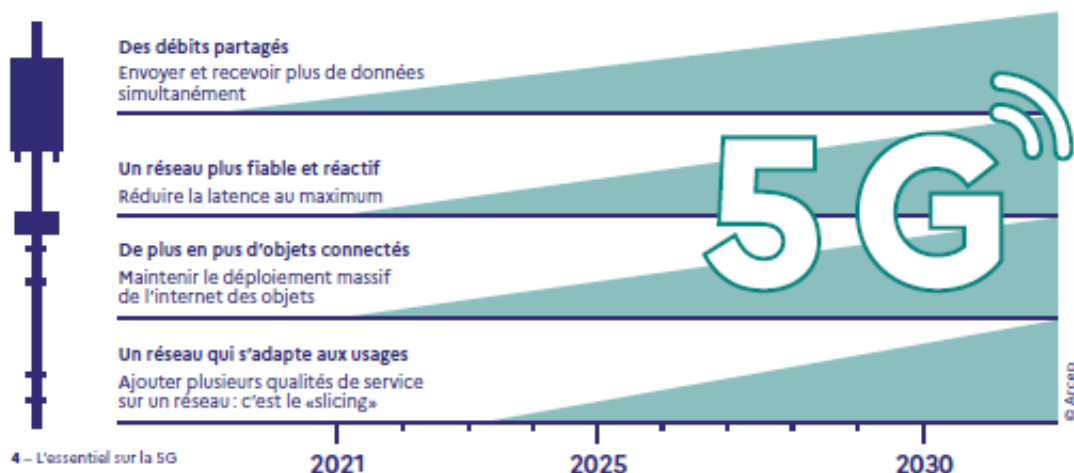 Des débits partagés
Envoyer et recevoir plus de données
simultanément
Un réseau plus fiable et réactif
Réduire la latence au maximum
De plus en pus d'objets connectés
Maintenir le déploiement massif
de l'internet des objets
Un réseau qui s'adapte aux usages
Ajouter plusieurs qualités de service
sur un réseau : c'est le «slicing»
5G
© Arcep
4 – L'essentiel sur la 5G
2021
2025
2030